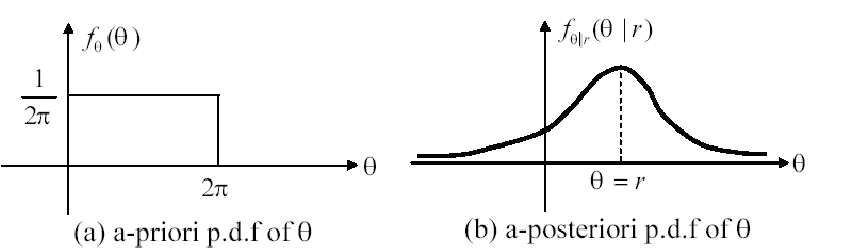 f_θ(θ)
1
2π
θ
2π
(a) a-priori p.d.f of θ
f_θ|r(θ | r)
θ
θ = r
(b) a-posteriori p.d.f of θ